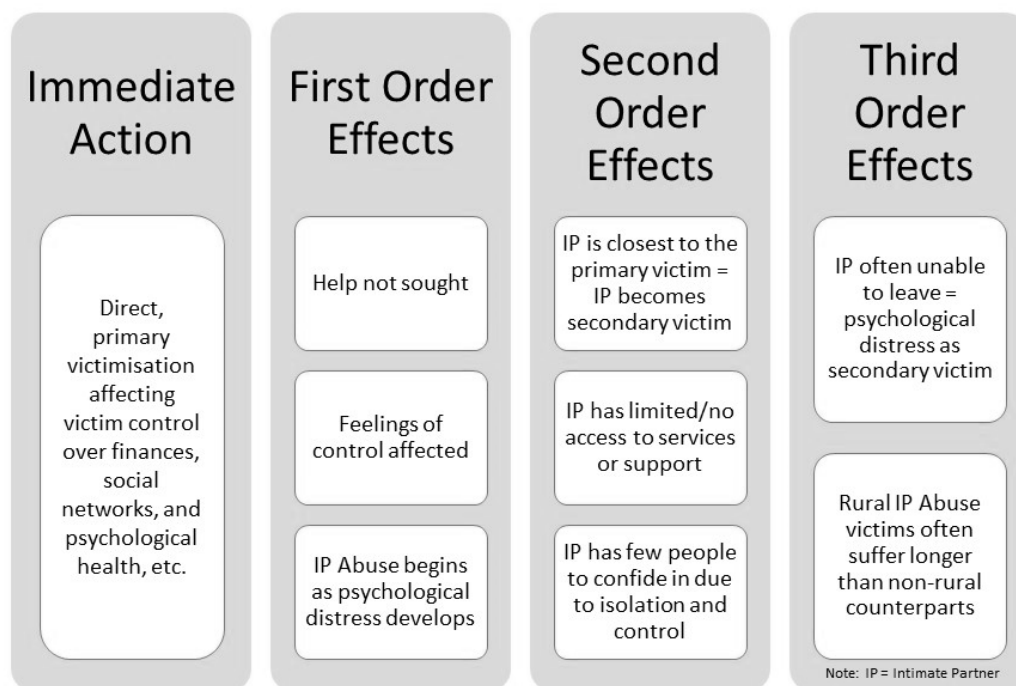 Immediate
Action
Direct,
primary
victimisation
affecting
victim control
over finances,
social
networks, and
psychological
health, etc.
First Order
Effects
Help not sought
Feelings of
control affected
IP Abuse begins
as psychological
distress develops
Second
Order
Effects
IP is closest to the
primary victim =
IP becomes
secondary victim
IP has limited/no
access to services
or support
IP has few people
to confide in due
to isolation and
control
Third
Order
Effects
IP often unable
to leave =
psychological
distress as
secondary victim
Rural IP Abuse
victims often
suffer longer
than non-rural
counterparts
Note: IP = Intimate Partner